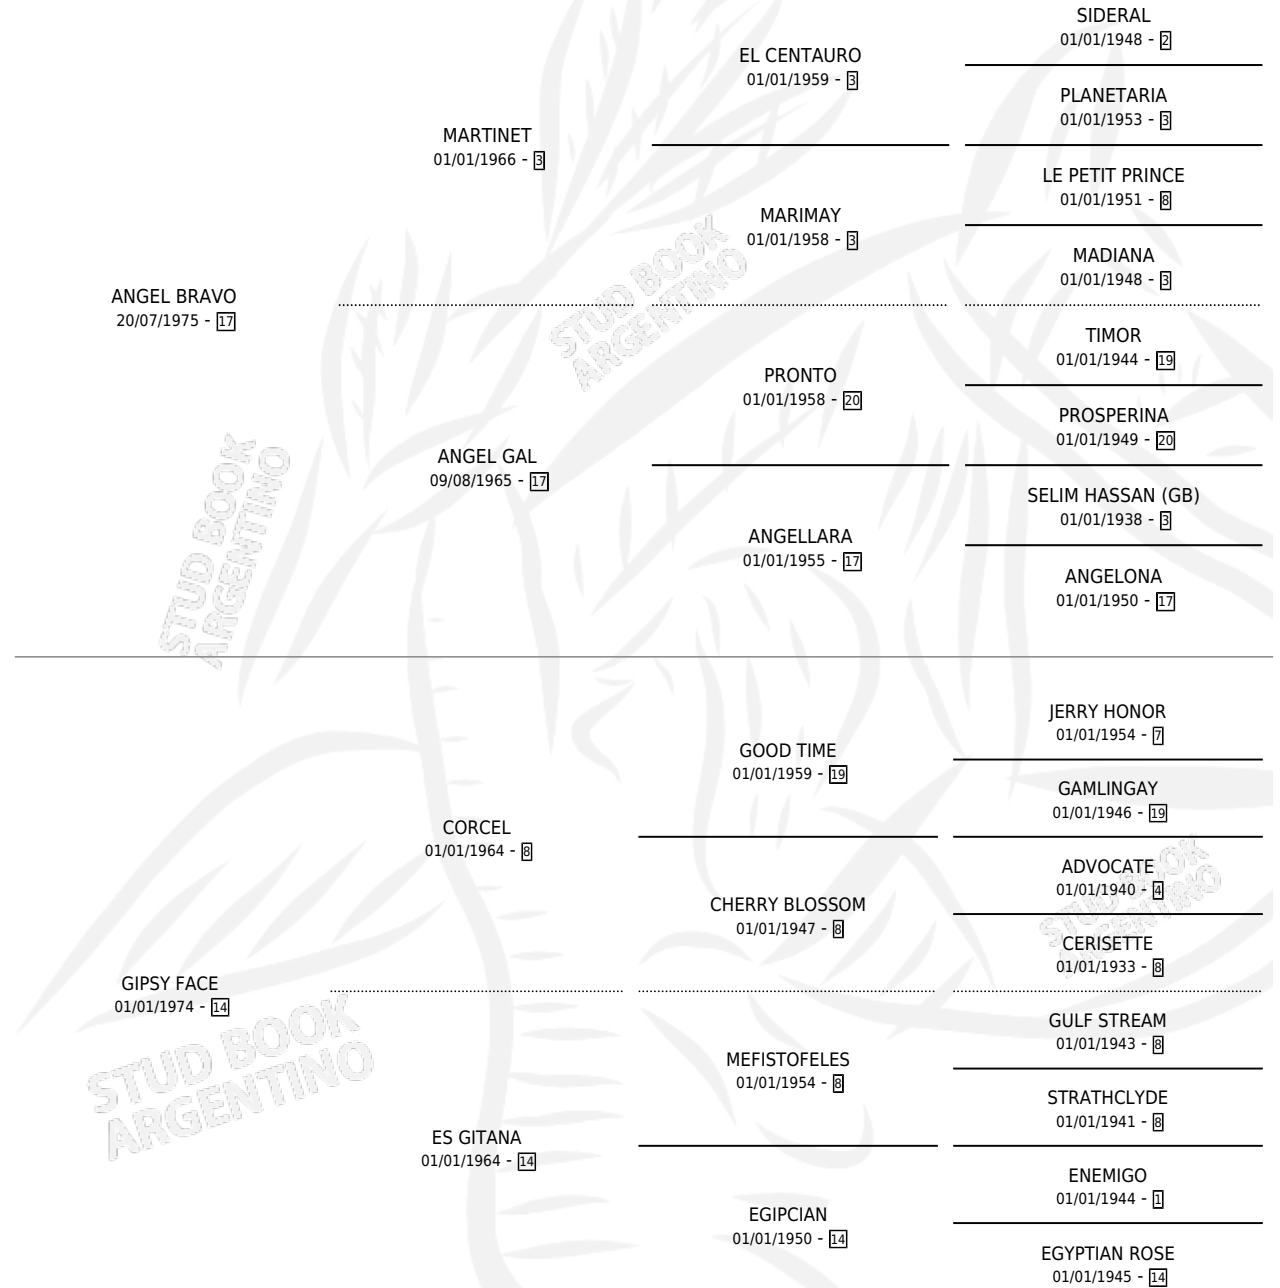 SIDERAL
01/01/1948 - 2
EL CENTAURO
01/01/1959 - 3
PLANETARIA
01/01/1953 - 3
MARTINET
01/01/1966 - 3
LE PETIT PRINCE
01/01/1951 - 8
MARIMAY
01/01/1958 - 3
MADIANA
01/01/1948 - 3
ANGEL BRAVO
20/07/1975 - 17
TIMOR
01/01/1944 - 19
PRONTO
01/01/1958 - 20
PROSPERINA
01/01/1949 - 20
ANGEL GAL
09/08/1965 - 17
SELIM HASSAN (GB)
01/01/1938 - 3
ANGELLARA
01/01/1955 - 17
ANGELONA
01/01/1950 - 17
STUD BOOK
ARGENTINO
STUD BOOK
ARGENTINO
JERRY HONOR
01/01/1954 - 7
GOOD TIME
01/01/1959 - 19
GAMLINGAY
01/01/1946 - 19
CORCEL
01/01/1964 - 8
ADVOCATE
01/01/1940 - 4
CHERRY BLOSSOM
01/01/1947 - 8
CERISETTE
01/01/1933 - 8
STUD BOOK
ARGENTINO
GIPSY FACE
01/01/1974 - 14
GULF STREAM
01/01/1943 - 8
MEFISTOFELES
01/01/1954 - 8
STRATHCLYDE
01/01/1941 - 8
ES GITANA
01/01/1964 - 14
ENEMIGO
01/01/1944 - 1
EGIPCIAN
01/01/1950 - 14
EGYPTIAN ROSE
01/01/1945 - 14
STUD BOOK
ARGENTINO